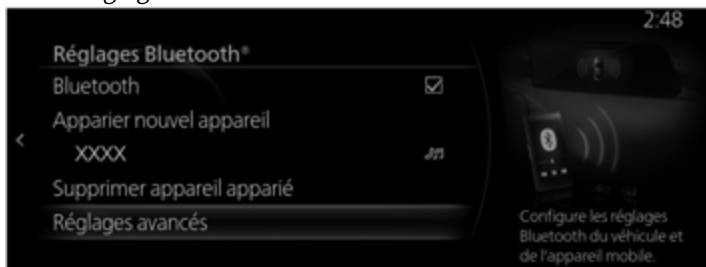 2:48
Réglages Bluetooth®
Bluetooth
Apparier nouvel appareil
XXXX
Supprimer appareil apparié
Réglages avancés
Configure les réglages
Bluetooth du véhicule et
de l'appareil mobile.